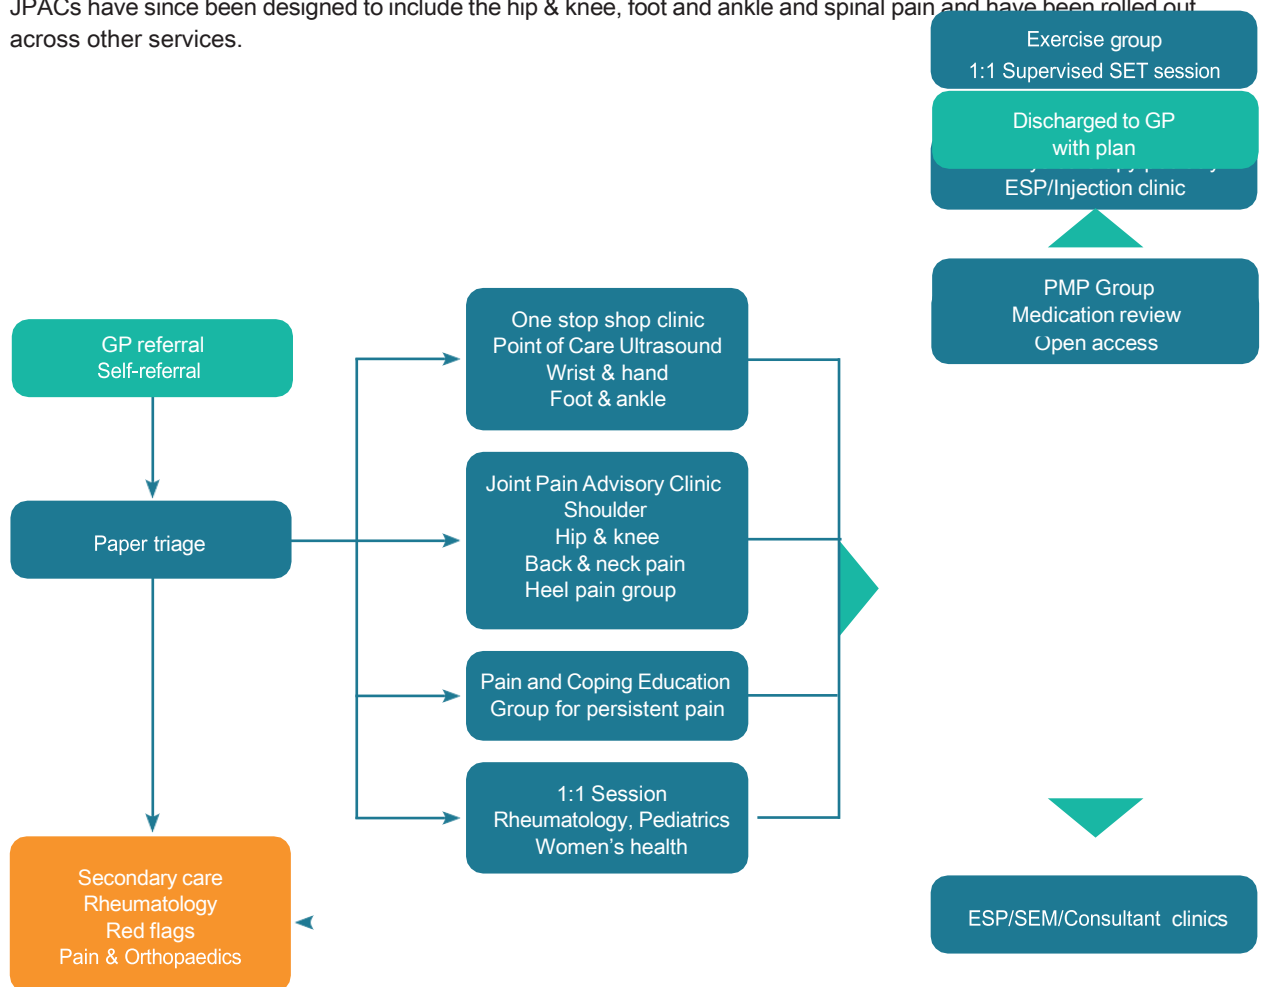 JPACs have since been designed to include the hip & knee, foot and ankle and spinal pain and have been rolled out
across other services.
Exercise group
1:1 Supervised SET session
Discharged to GP
with plan
ESP/Injection clinic
PMP Group
Medication review
Open access
GP referral
Self-referral
Paper triage
One stop shop clinic
Point of Care Ultrasound
Wrist & hand
Foot & ankle
Joint Pain Advisory Clinic
Shoulder
Hip & knee
Back & neck pain
Heel pain group
Pain and Coping Education
Group for persistent pain
1:1 Session
Rheumatology, Pediatrics
Women's health
Secondary care
Rheumatology
Red flags
Pain & Orthopaedics
ESP/SEM/Consultant clinics